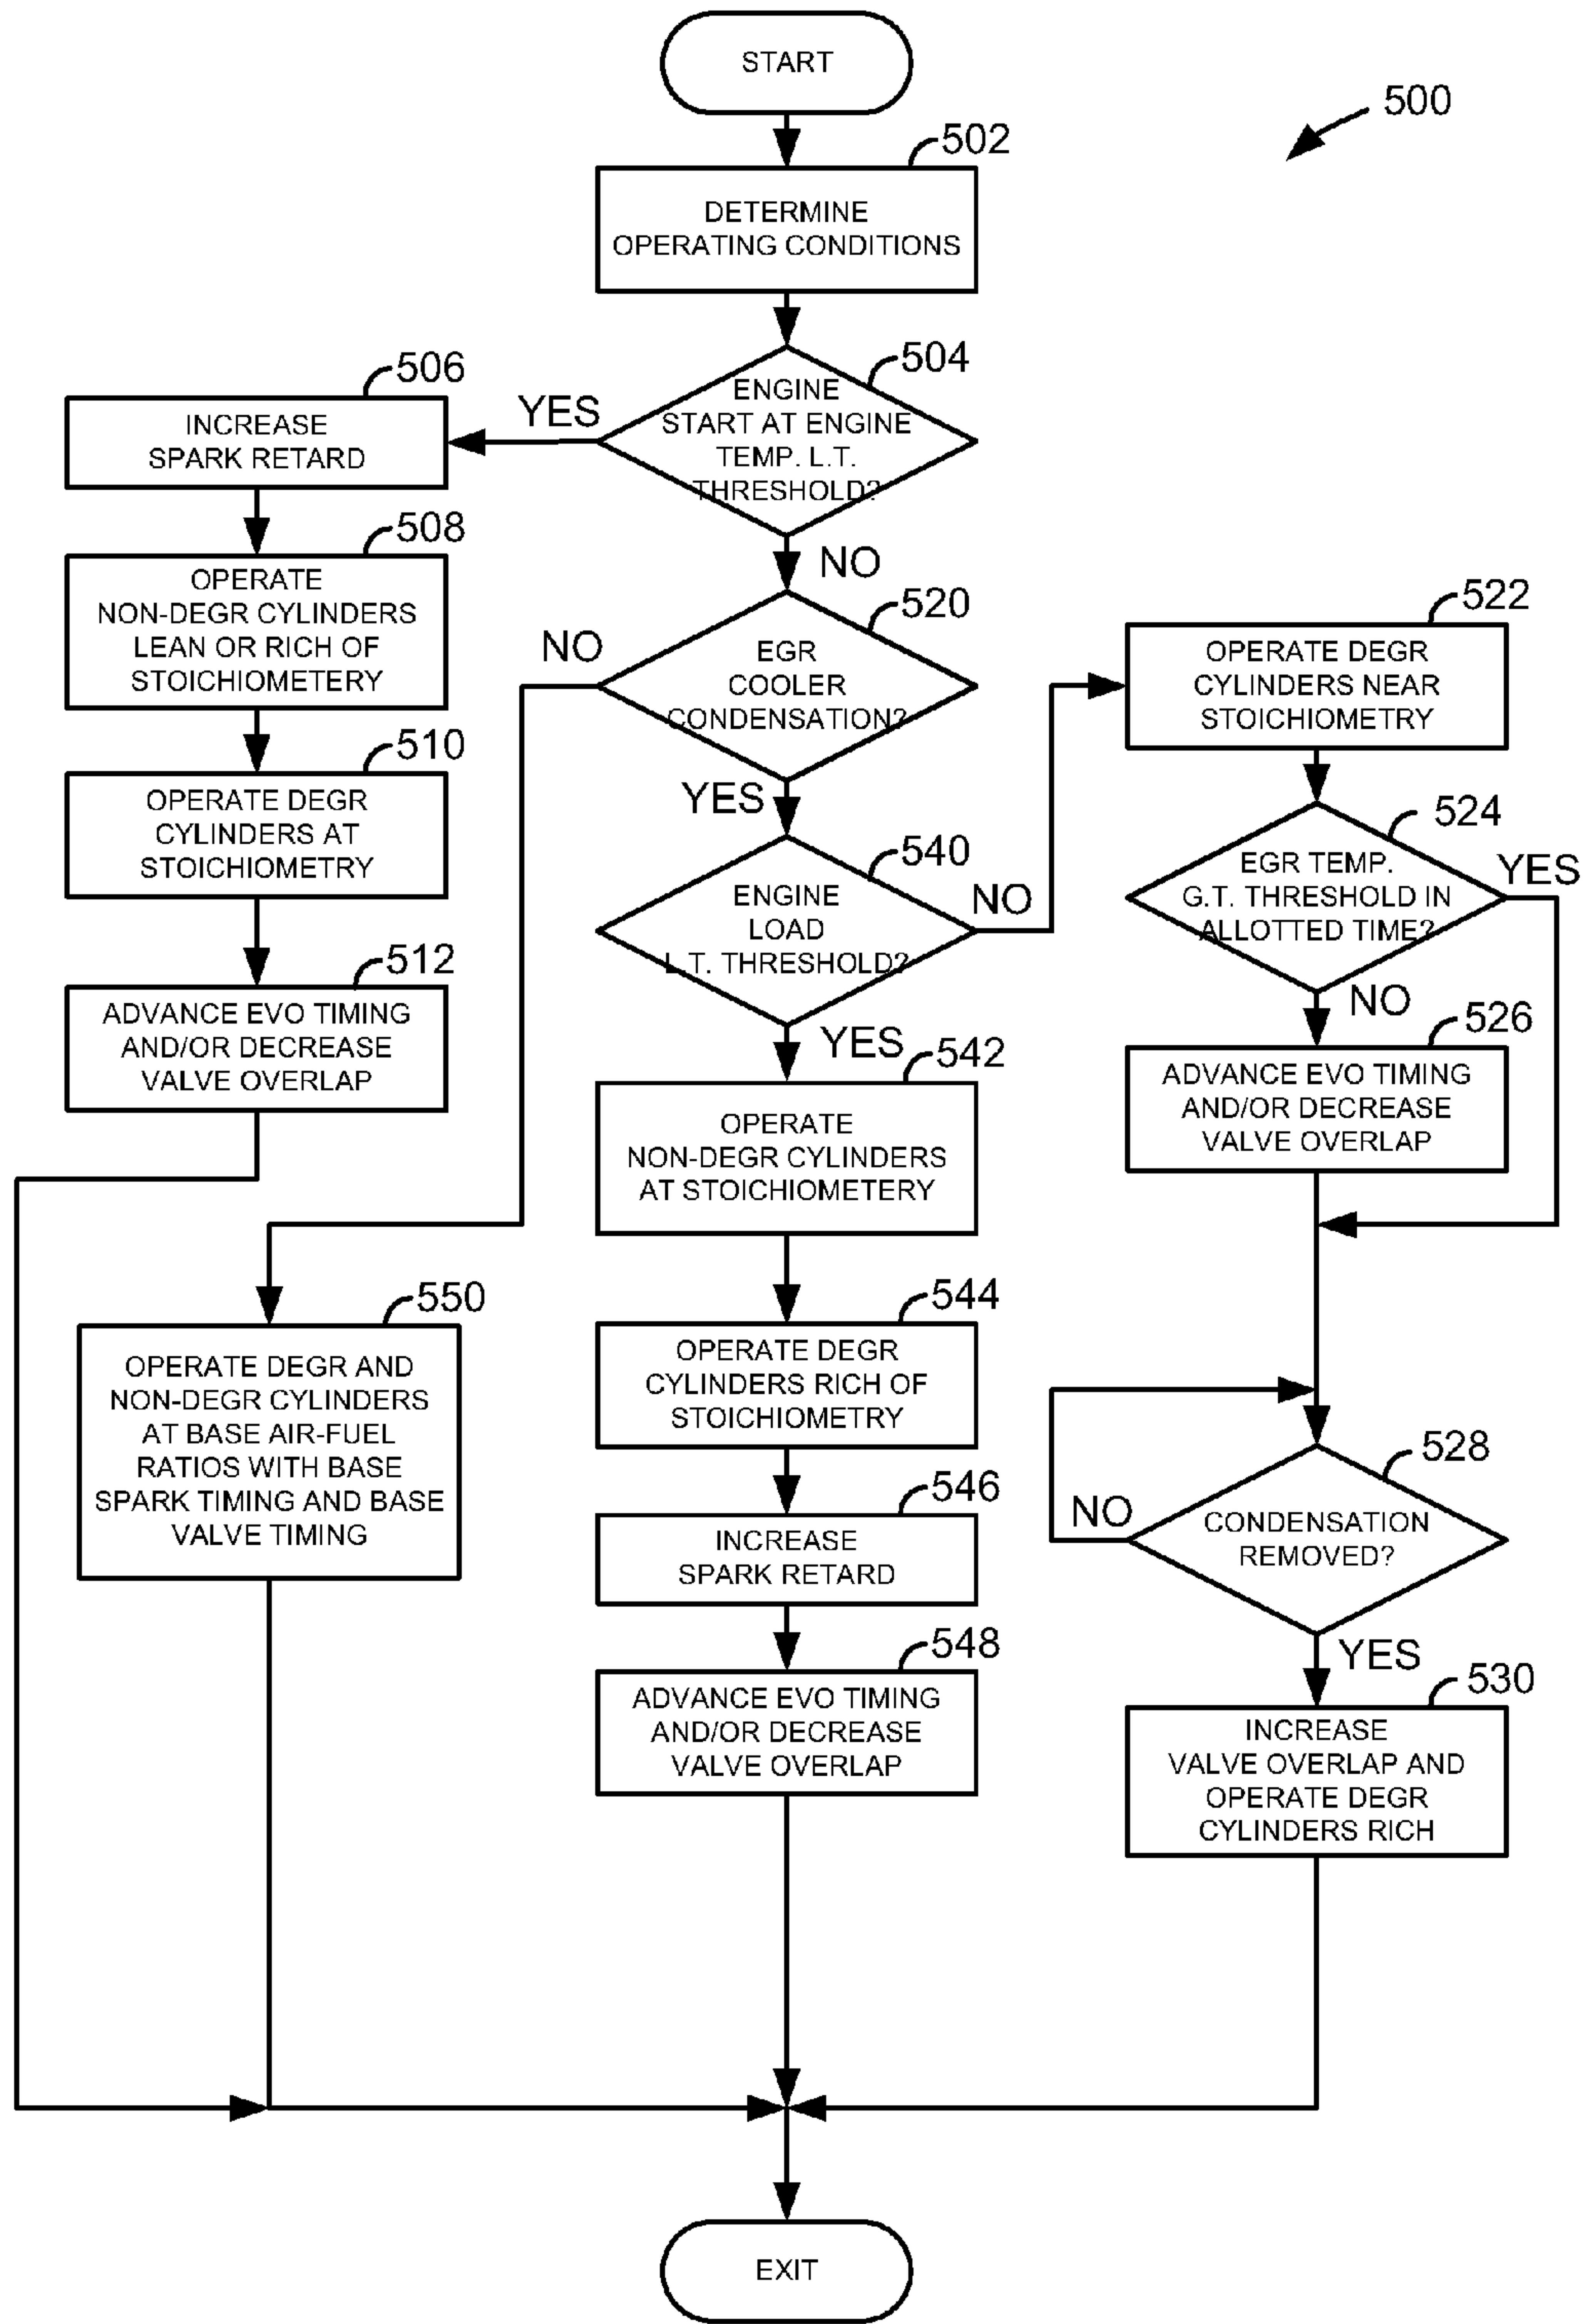 START
500
502
DETERMINE
OPERATING CONDITIONS
504
ENGINE
START AT ENGINE
TEMP. L.T.
THRESHOLD?
YES
NO
506
INCREASE
SPARK RETARD
508
OPERATE
NON-DEGR CYLINDERS
LEAN OR RICH OF
STOICHIOMETERY
510
OPERATE DEGR
CYLINDERS AT
STOICHIOMETRY
512
ADVANCE EVO TIMING
AND/OR DECREASE
VALVE OVERLAP
520
EGR
COOLER
CONDENSATION?
NO
YES
540
ENGINE
LOAD
L.T. THRESHOLD?
NO
YES
522
OPERATE DEGR
CYLINDERS NEAR
STOICHIOMETRY
524
EGR TEMP.
G.T. THRESHOLD IN
ALLOTTED TIME?
YES
NO
526
ADVANCE EVO TIMING
AND/OR DECREASE
VALVE OVERLAP
542
OPERATE
NON-DEGR CYLINDERS
AT STOICHIOMETERY
544
OPERATE DEGR
CYLINDERS RICH OF
STOICHIOMETRY
546
INCREASE
SPARK RETARD
548
ADVANCE EVO TIMING
AND/OR DECREASE
VALVE OVERLAP
550
OPERATE DEGR AND
NON-DEGR CYLINDERS
AT BASE AIR-FUEL
RATIOS WITH BASE
SPARK TIMING AND BASE
VALVE TIMING
528
CONDENSATION
REMOVED?
NO
YES
530
INCREASE
VALVE OVERLAP AND
OPERATE DEGR
CYLINDERS RICH
EXIT